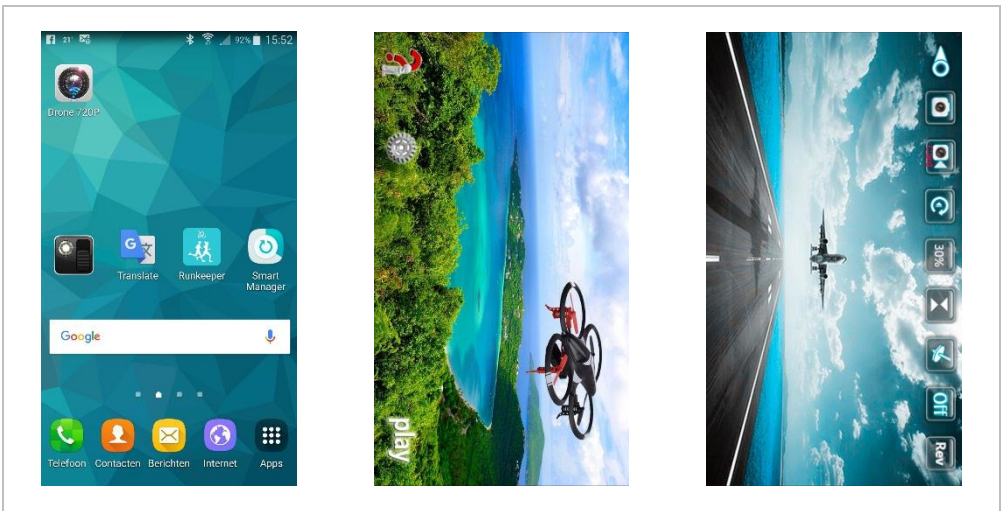 21° 92% 15:52
Drone 720P
Translate Runkeeper Smart
Manager
Google
Telefoon Contacten Berichten Internet Apps
play
30%
Off
Rev